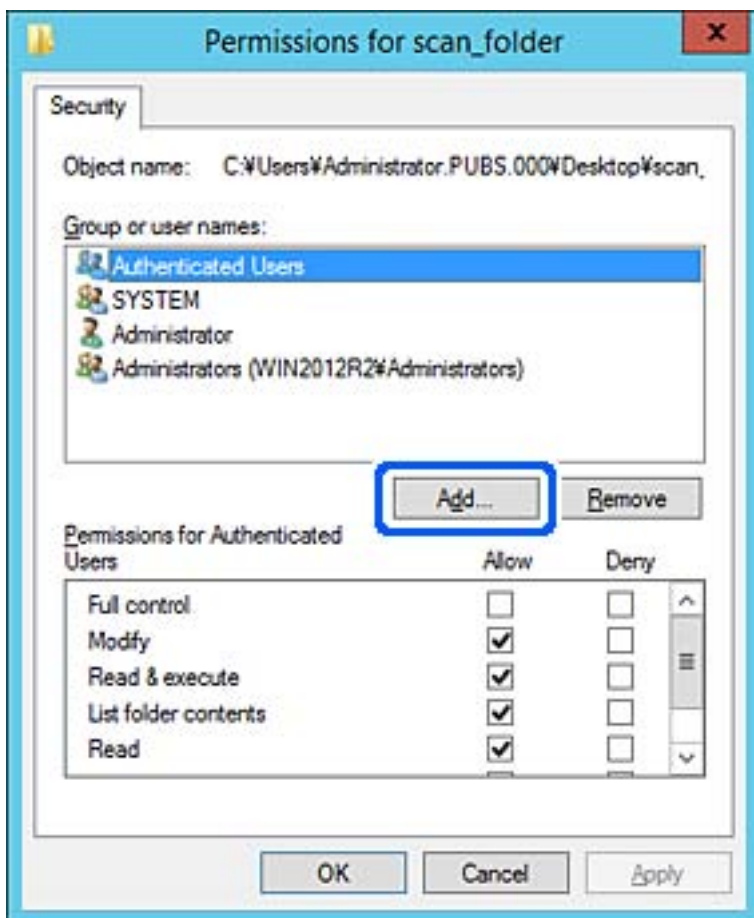 Permissions for scan_folder
x
Security
Object name: C:¥Users¥Administrator.PUBS.000¥Desktop¥scan_
Group or user names:
Authenticated Users
SYSTEM
Administrator
Administrators (WIN2012R2¥Administrators)
Add... Remove
Permissions for Authenticated
Users Allow Deny
Full control
Modify
Read & execute
List folder contents
Read
OK Cancel Apply